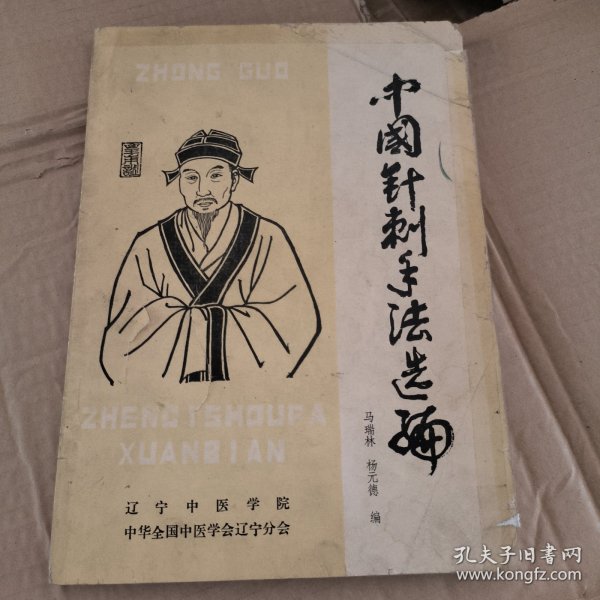 ZHONG GUO
中國针刺手法选编
马瑞林 杨元德 编
ZHENCISHOUFA
XUANBIAN
辽宁中医学院
中华全国中医学会辽宁分会
孔夫子旧书网
www.kongfz.com